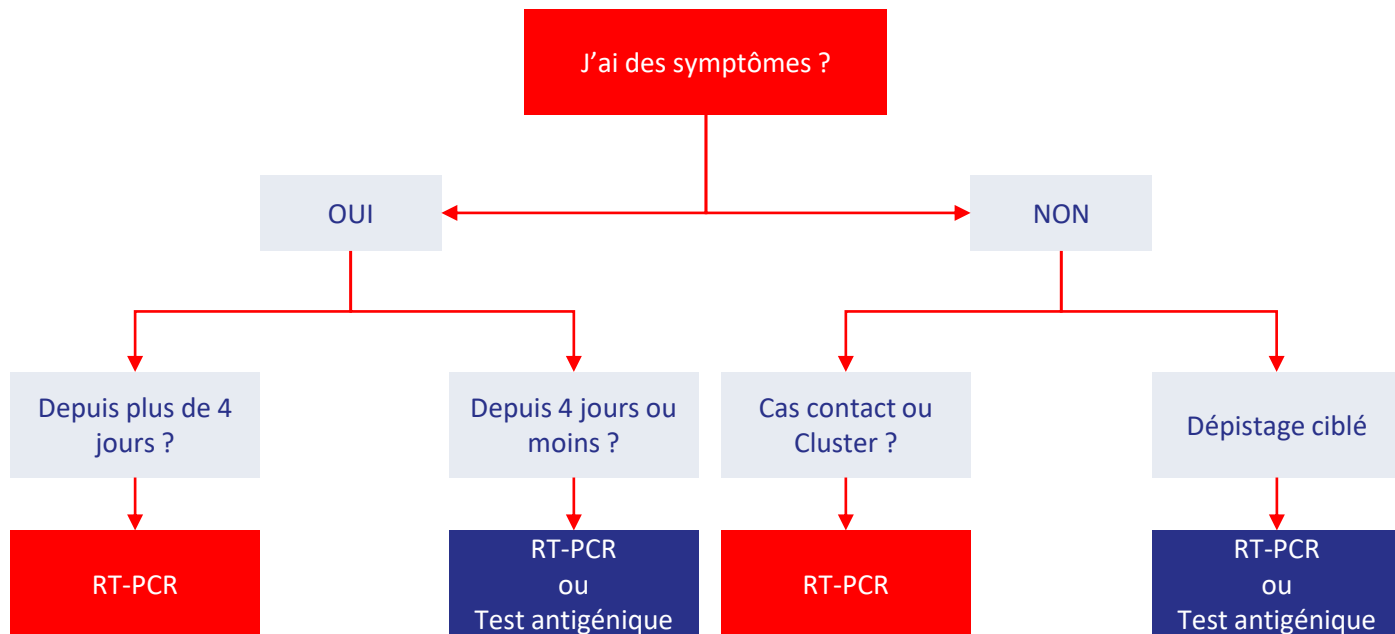 J’ai des symptômes ?
OUI
NON
Depuis plus de 4
jours ?
Depuis 4 jours ou
moins ?
Cas contact ou
Cluster ?
Dépistage ciblé
RT-PCR
RT-PCR
ou
Test antigénique
RT-PCR
RT-PCR
ou
Test antigénique